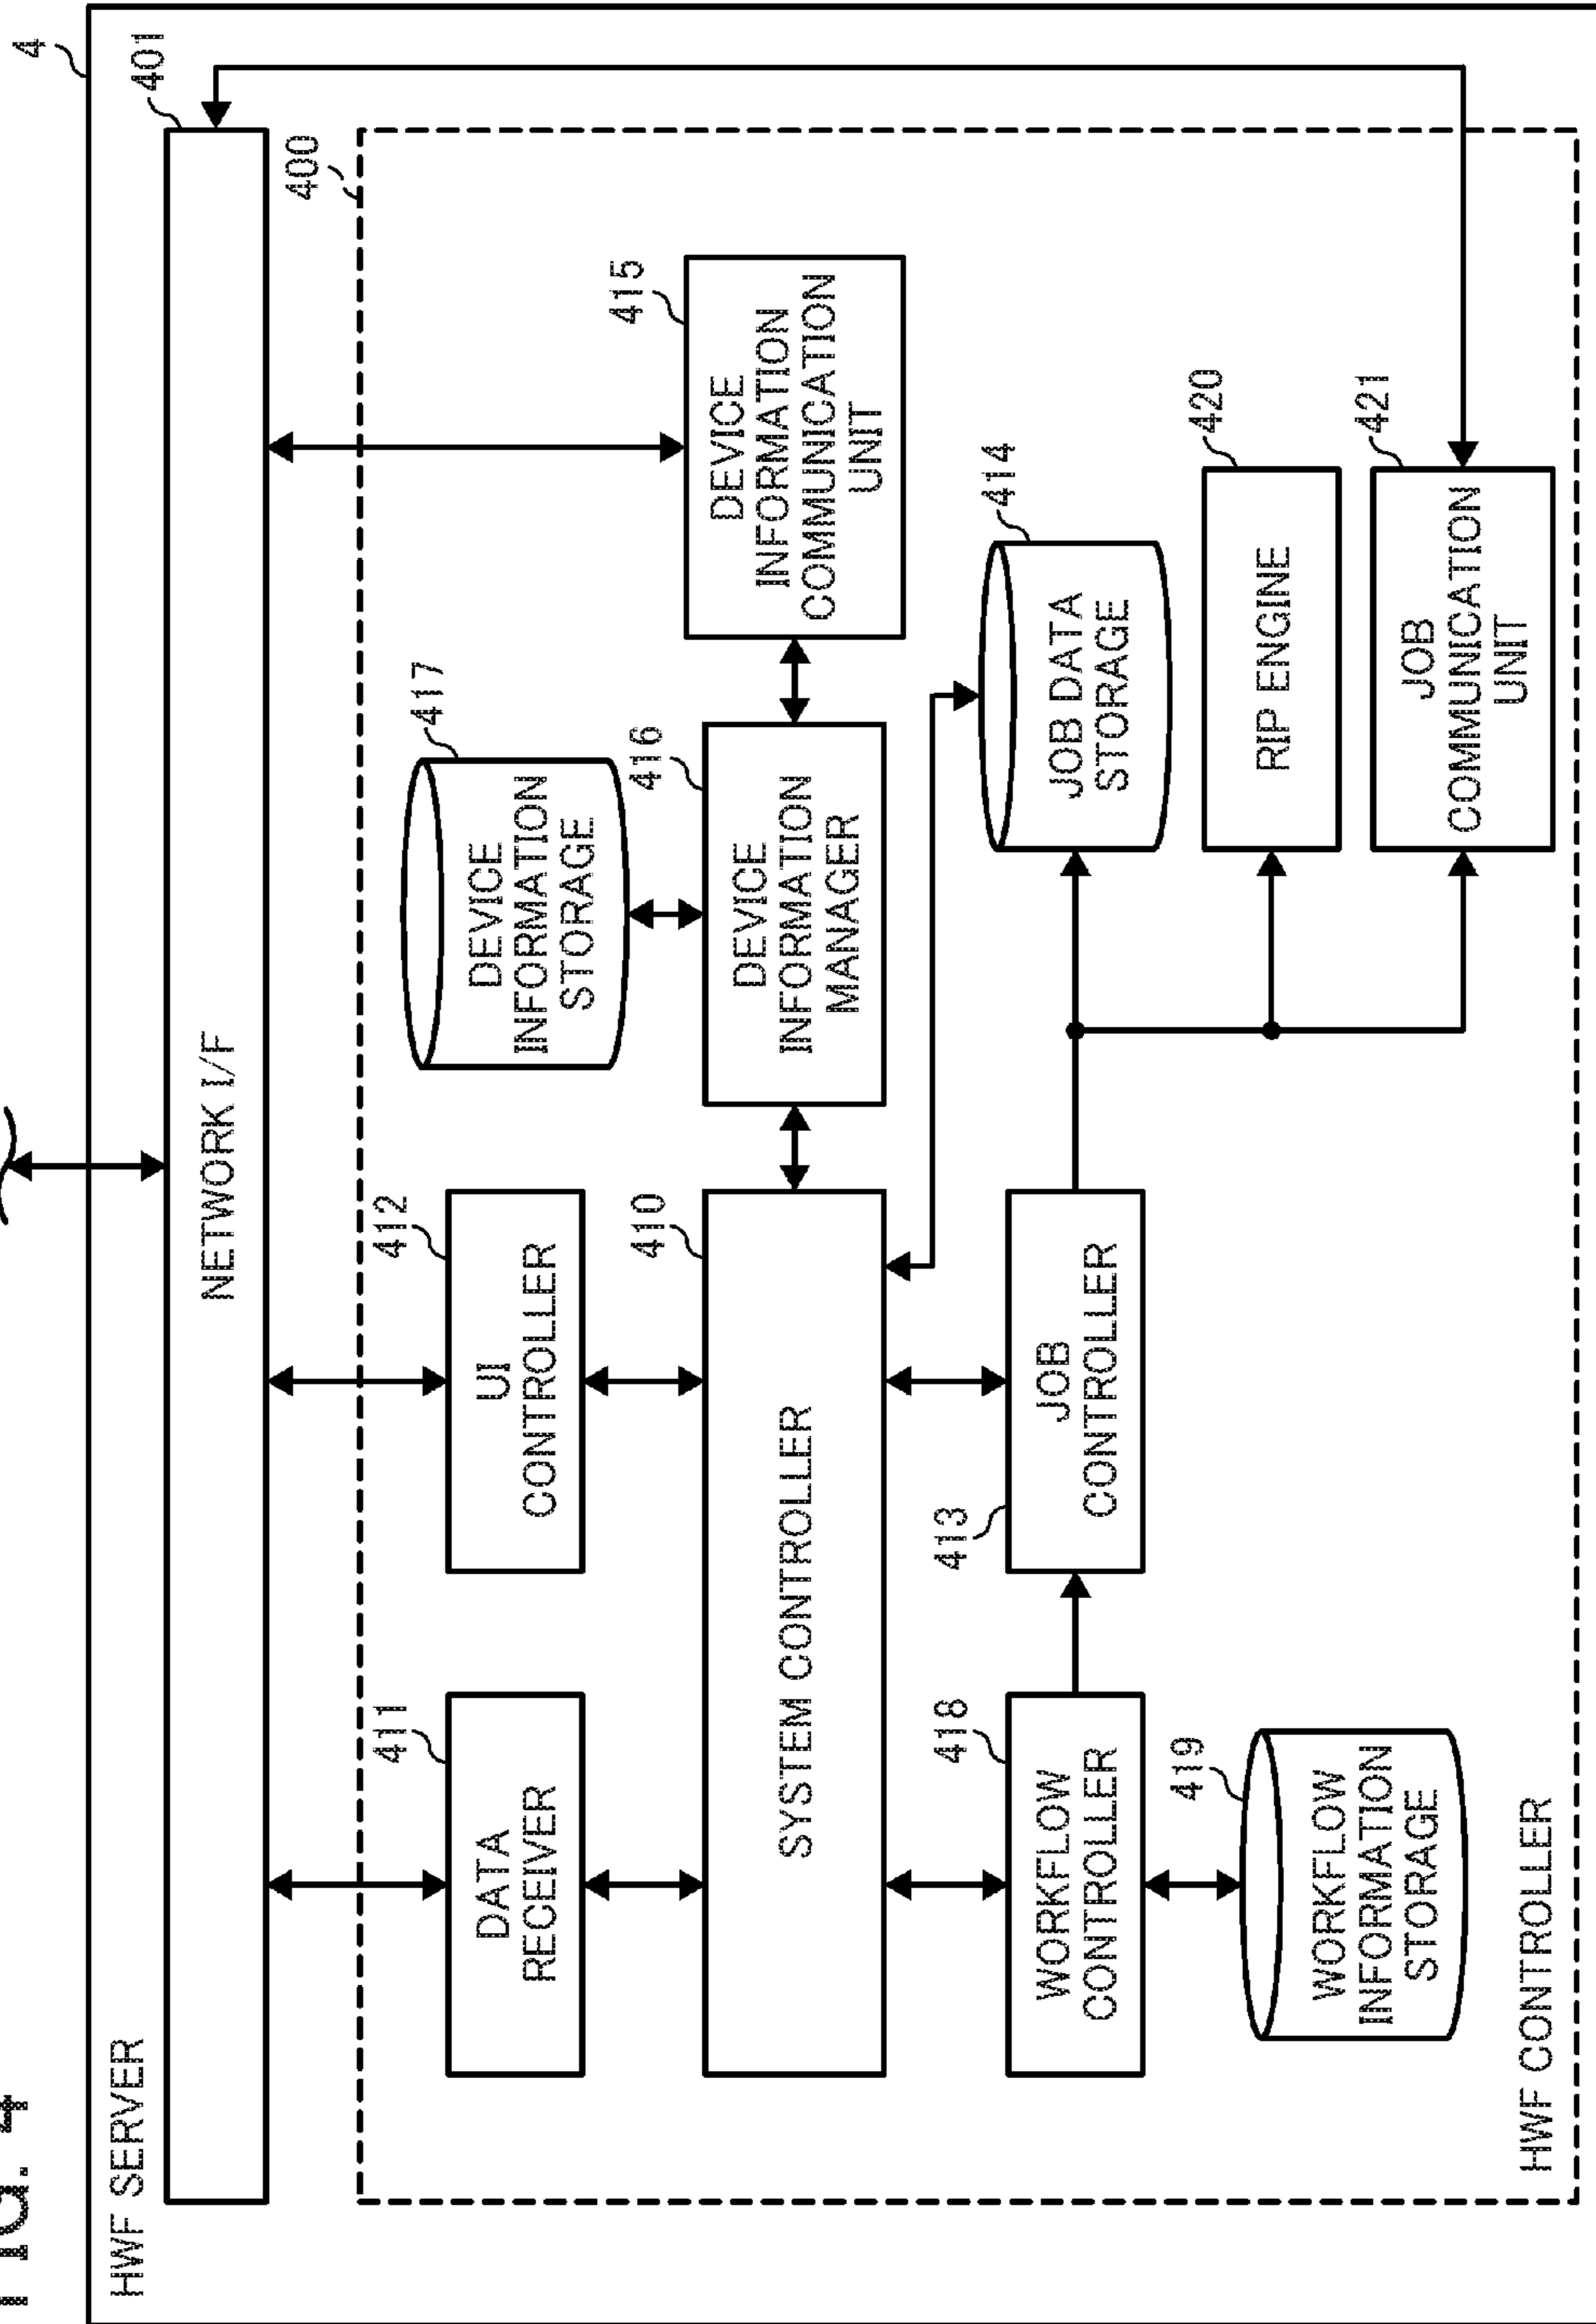 FIG. 4
4
HWF SERVER
401
NETWORK I/F
400
411
DATA
RECEIVER
412
UI
CONTROLLER
417
DEVICE
INFORMATION
STORAGE
410
SYSTEM CONTROLLER
416
DEVICE
INFORMATION
MANAGER
415
DEVICE
INFORMATION
COMMUNICATION
UNIT
418
WORKFLOW
CONTROLLER
413
JOB
CONTROLLER
414
JOB DATA
STORAGE
419
WORKFLOW
INFORMATION
STORAGE
420
RIP ENGINE
421
JOB
COMMUNICATION
UNIT
HWF CONTROLLER